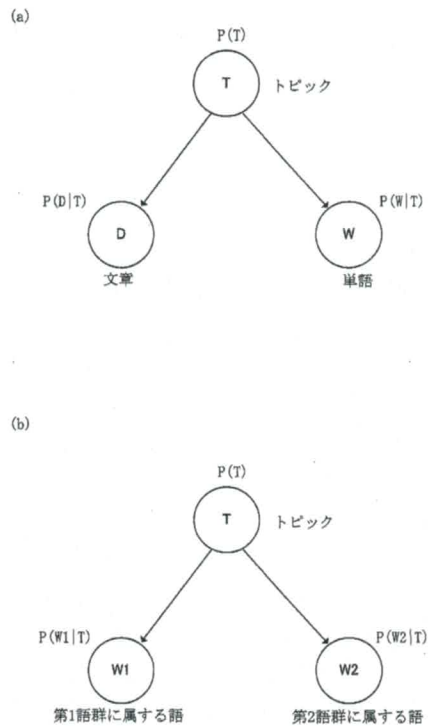 (a)
P(T)
T トピック
P(D|T) P(W|T)
D W
文章 単語
(b)
P(T)
T トピック
P(W1|T) P(W2|T)
W1 W2
第1語群に属する語 第2語群に属する語